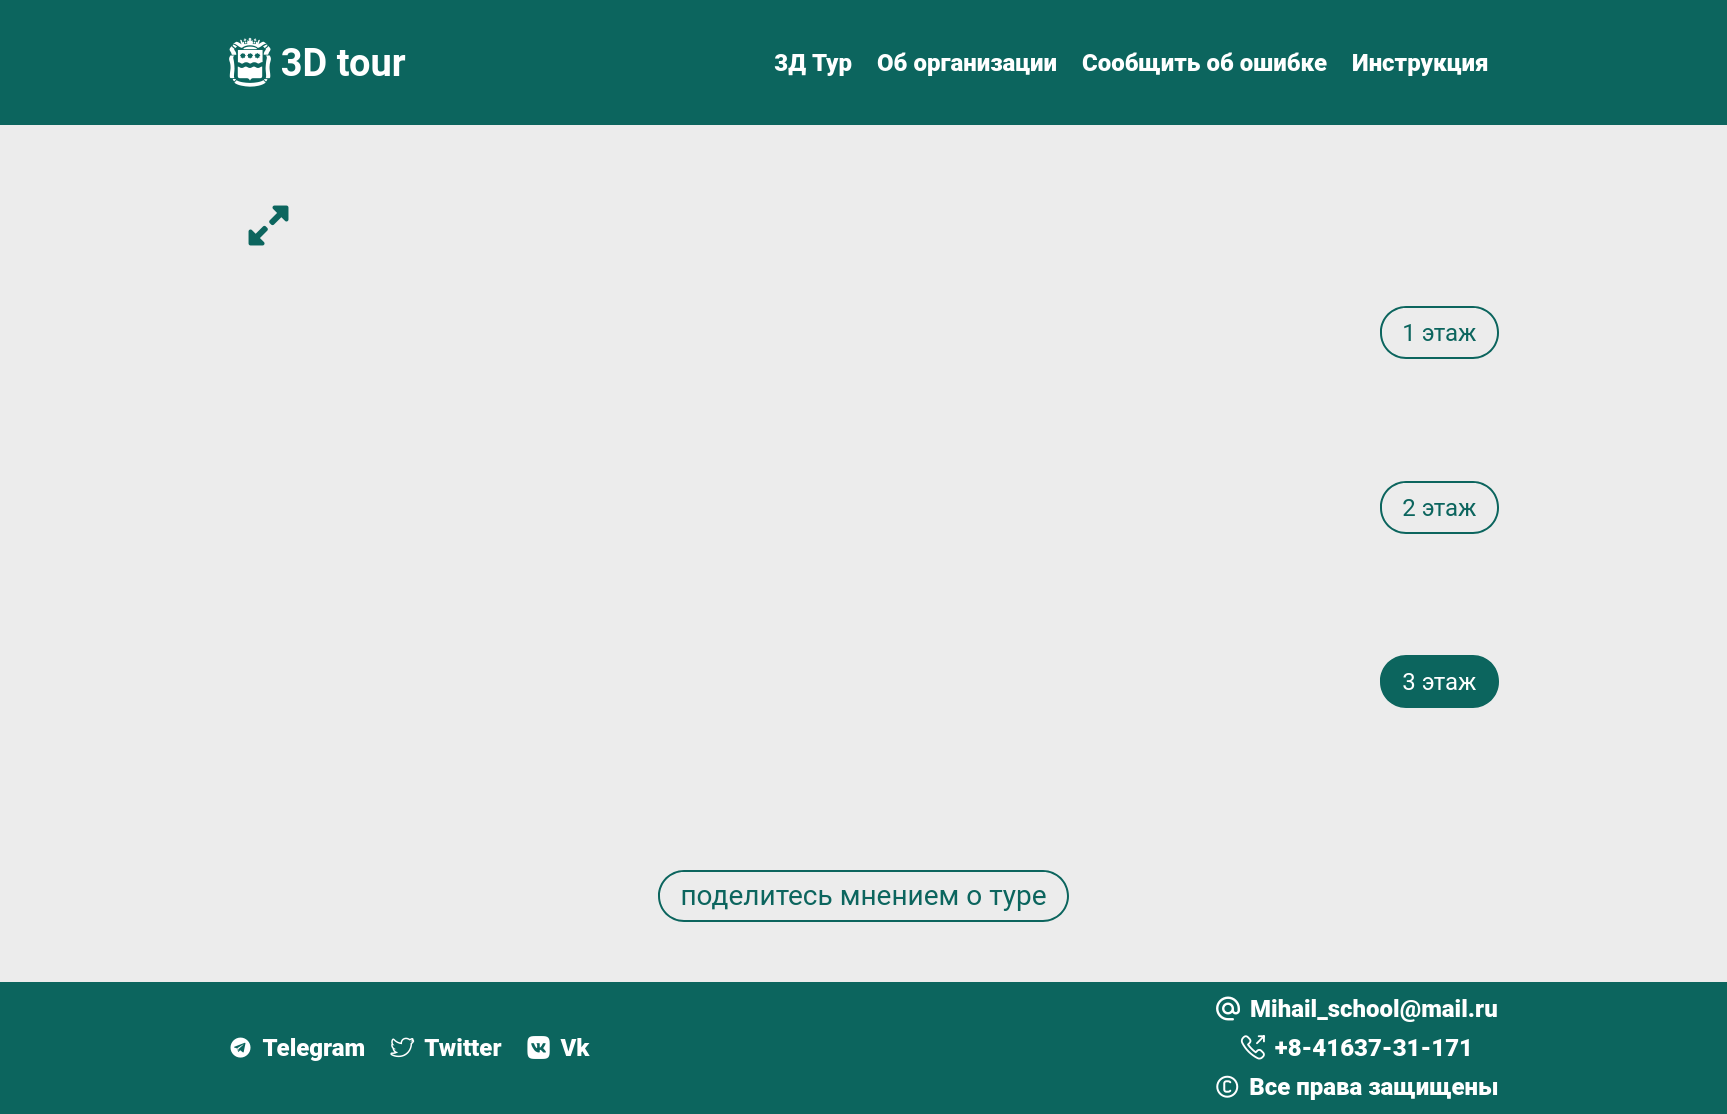 3D tour
3Д Тур Об организации Сообщить об ошибке Инструкция
1 этаж
2 этаж
3 этаж
поделитесь мнением о туре
Telegram Twitter Vk
Mihail_school@mail.ru
+8-41637-31-171
© Все права защищены